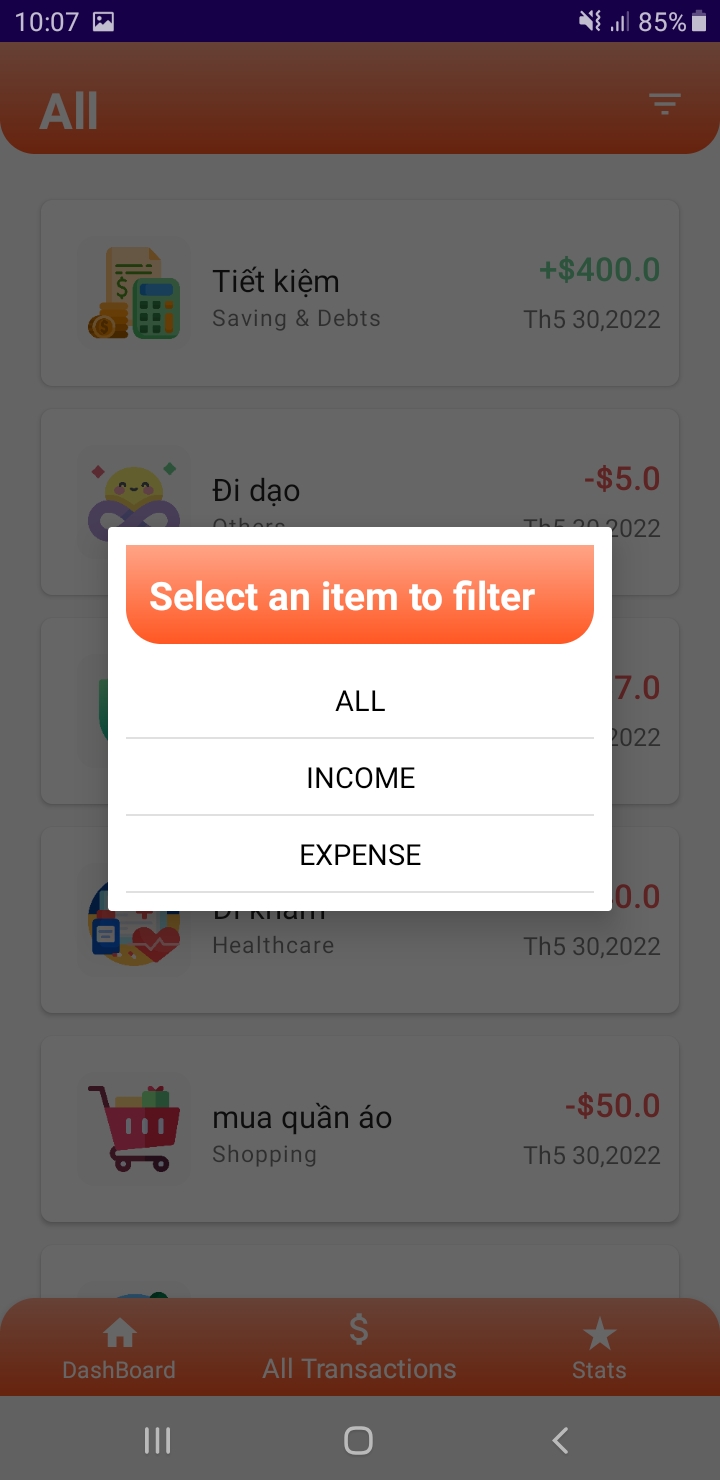 10:07
85%
All
Tiết kiệm
+$400.0
Saving & Debts
Th5 30,2022
Đi dạo
-$5.0
Others
Th5 30,2022
Select an item to filter
ALL
7.0
2022
INCOME
EXPENSE
0.0
Đi khám
Healthcare
Th5 30,2022
mua quần áo
-$50.0
Shopping
Th5 30,2022
DashBoard
All Transactions
Stats